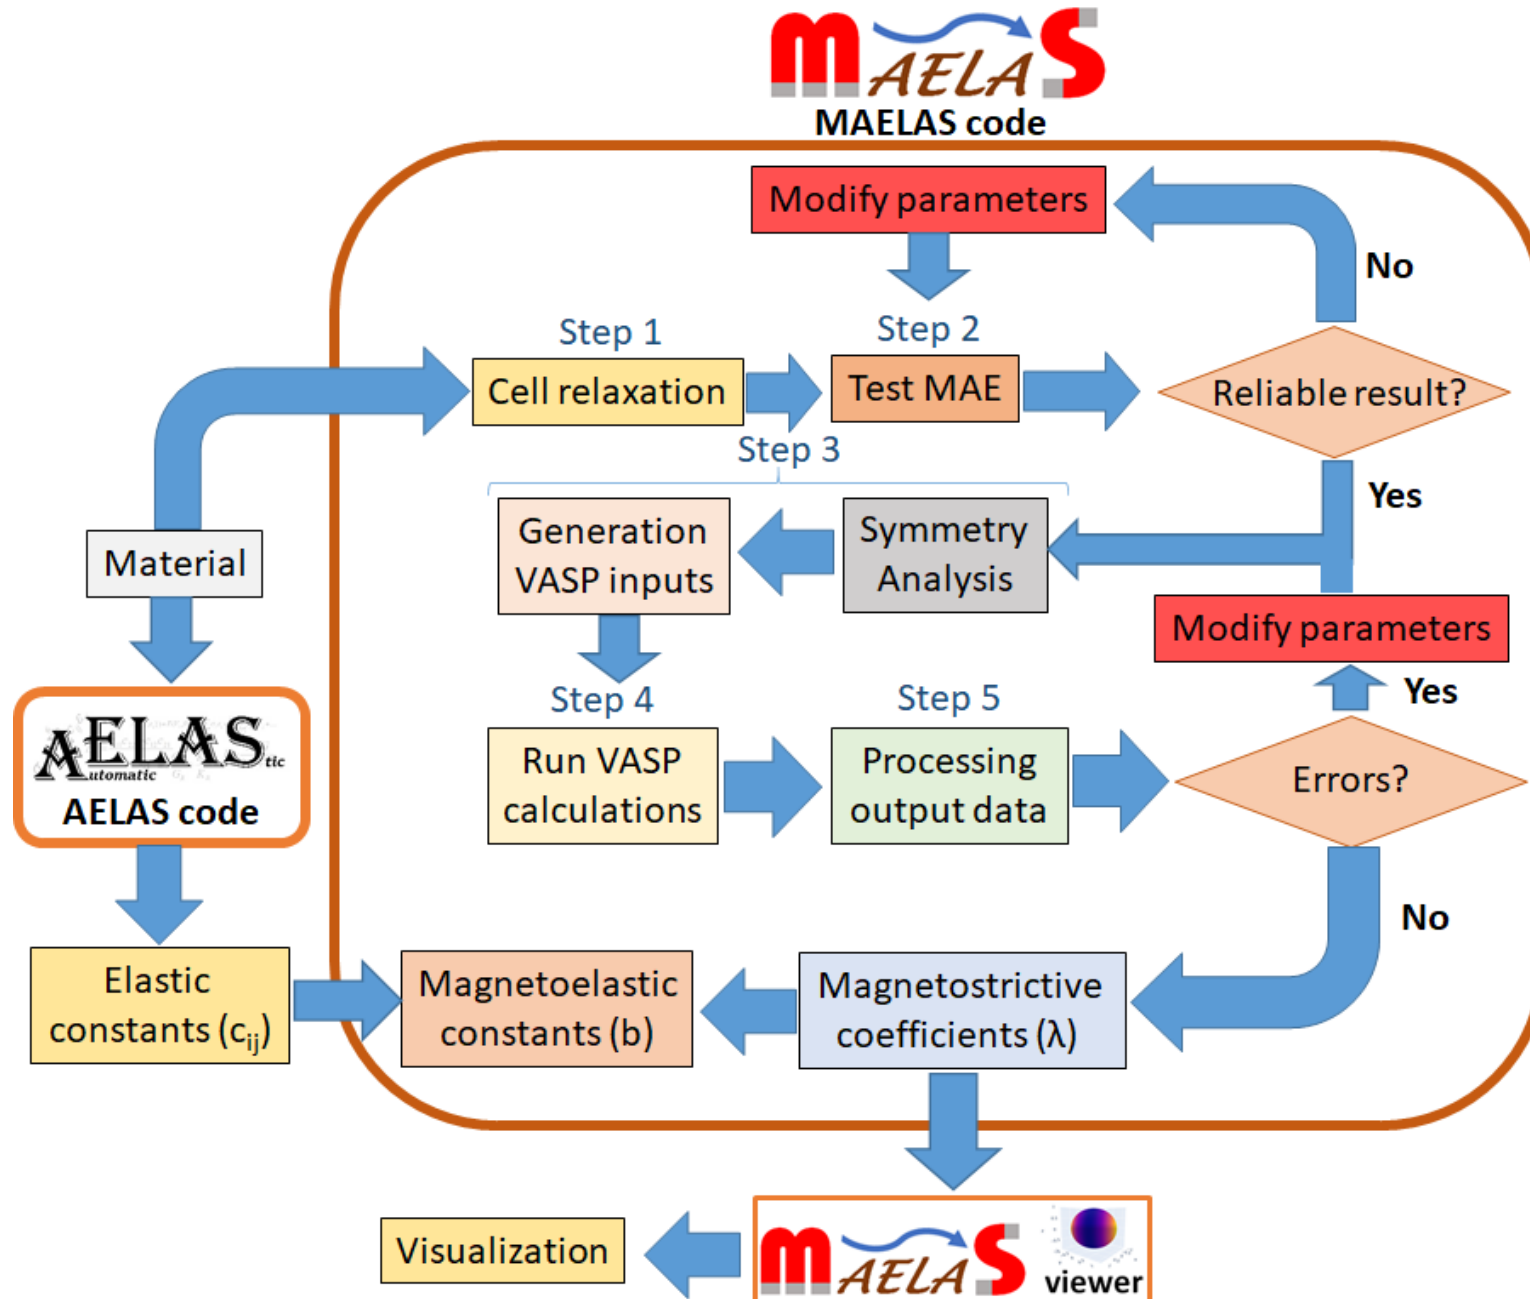 MAELAS
MAELAS code
Modify parameters
No
Step 1
Step 2
Cell relaxation
Test MAE
Reliable result?
Step 3
Yes
Generation
VASP inputs
Symmetry
Analysis
Material
Modify parameters
Yes
Step 4
Step 5
AELAStic
Automatic
AELAS code
Run VASP
calculations
Processing
output data
Errors?
No
Elastic
constants (cij)
Magnetoelastic
constants (b)
Magnetostrictive
coefficients (λ)
Visualization
MAELAS
viewer